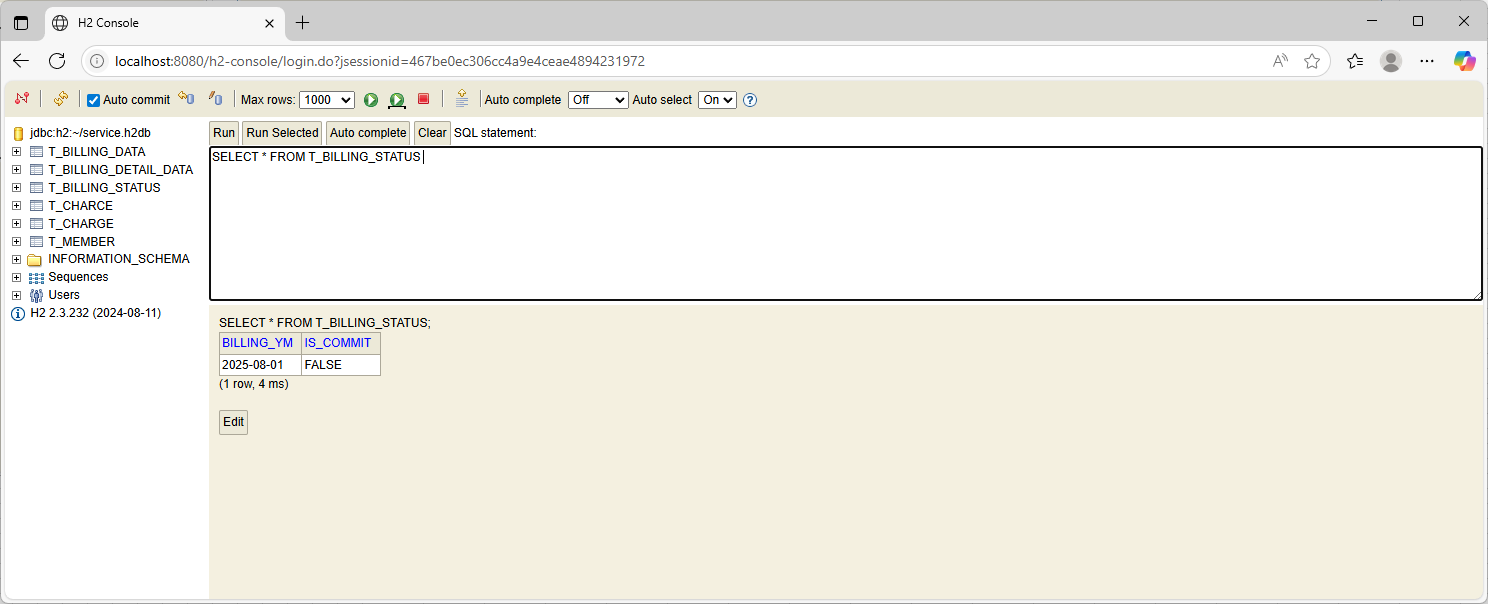 H2 Console
localhost:8080/h2-console/login.do?jsessionid=467be0ec306cc4a9e4ceae4894231972
Auto commit Max rows: 1000 Auto complete Off Auto select On
jdbc:h2:~/service.h2db
T_BILLING_DATA
T_BILLING_DETAIL_DATA
T_BILLING_STATUS
T_CHARCE
T_CHARGE
T_MEMBER
INFORMATION_SCHEMA
Sequences
Users
H2 2.3.232 (2024-08-11)
Run Run Selected Auto complete Clear SQL statement:
SELECT * FROM T_BILLING_STATUS
SELECT * FROM T_BILLING_STATUS;
BILLING_YM IS_COMMIT
2025-08-01 FALSE
(1 row, 4 ms)
Edit